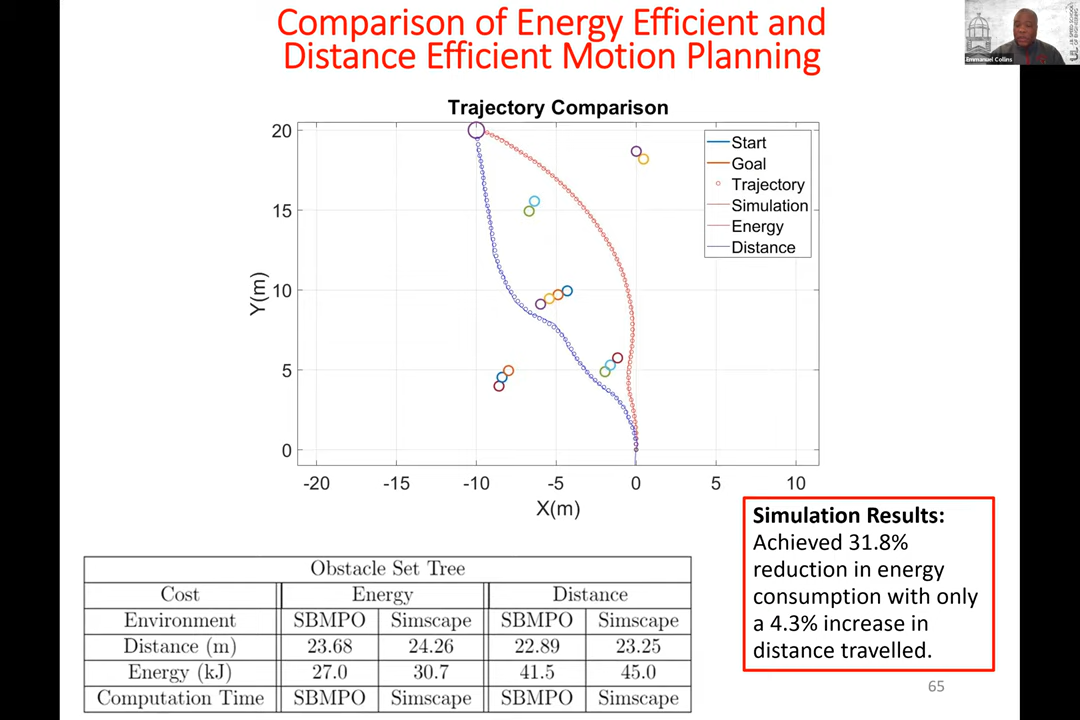 Comparison of Energy Efficient and
Distance Efficient Motion Planning
Emmanuel Collins
Trajectory Comparison
20
15
10
5
0
Y(m)
-20 -15 -10 -5 0 5 10
X(m)
Start
Goal
Trajectory
Simulation
Energy
Distance
Obstacle Set Tree
Cost Energy Distance
Environment SBMPO Simscape SBMPO Simscape
Distance (m) 23.68 24.26 22.89 23.25
Energy (kJ) 27.0 30.7 41.5 45.0
Computation Time SBMPO Simscape SBMPO Simscape
Simulation Results:
Achieved 31.8%
reduction in energy
consumption with only
a 4.3% increase in
distance travelled.
65